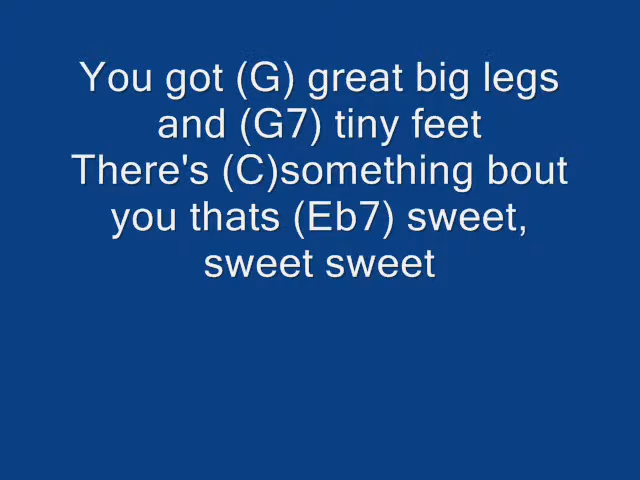 You got (G) great big legs
and (G7) tiny feet
There's (C)something bout
you thats (Eb7) sweet,
sweet sweet